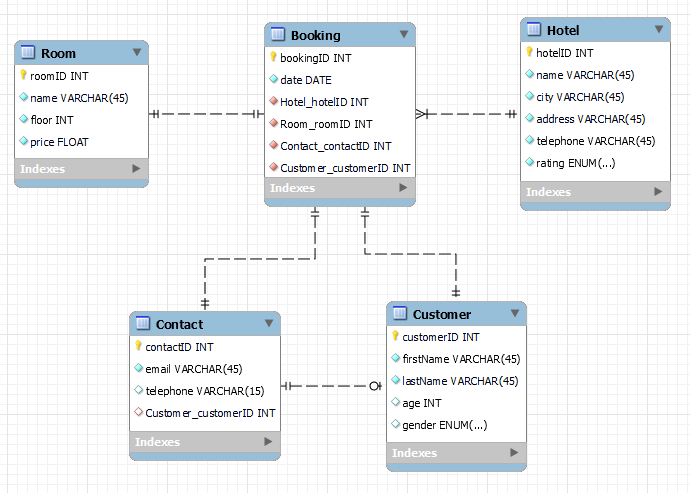 Room
roomID INT
name VARCHAR(45)
floor INT
price FLOAT
Indexes
Booking
bookingID INT
date DATE
Hotel_hotelID INT
Room_roomID INT
Contact_contactID INT
Customer_customerID INT
Indexes
Hotel
hotelID INT
name VARCHAR(45)
city VARCHAR(45)
address VARCHAR(45)
telephone VARCHAR(45)
rating ENUM(...)
Indexes
Contact
contactID INT
email VARCHAR(45)
telephone VARCHAR(15)
Customer_customerID INT
Indexes
Customer
customerID INT
firstName VARCHAR(45)
lastName VARCHAR(45)
age INT
gender ENUM(...)
Indexes